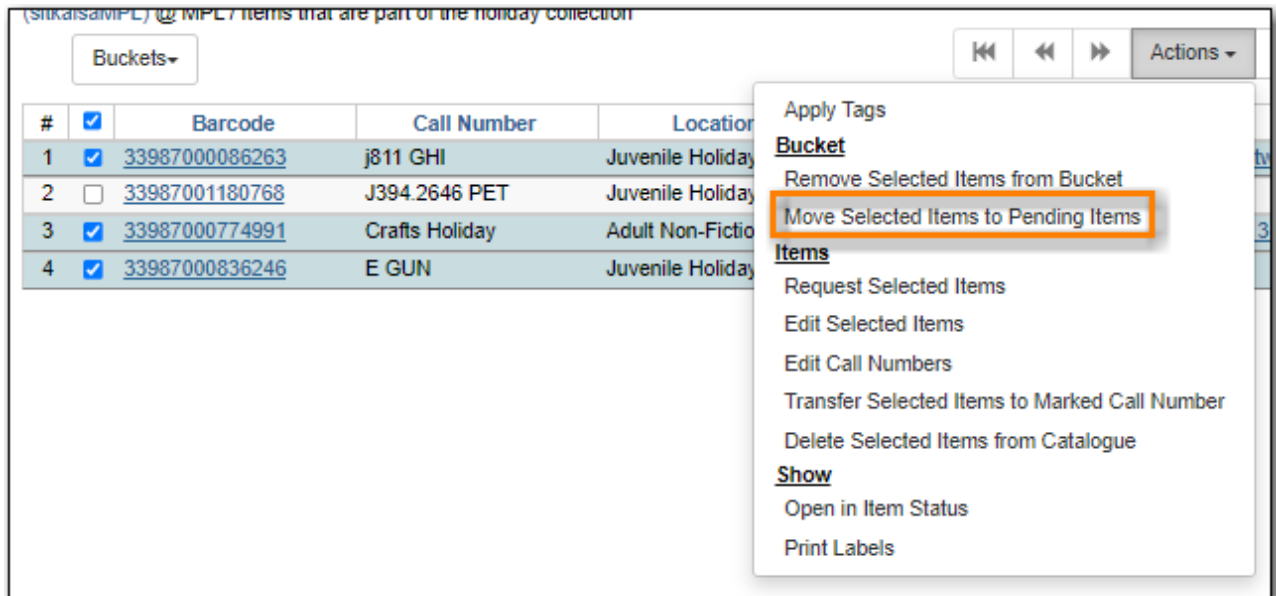 (sitkalsaMPL) @ MPL / Items that are part of the holiday collection
Buckets
Actions
# Barcode Call Number Location
1 33987000086263 j811 GHI Juvenile Holiday
2 33987001180768 J394.2646 PET Juvenile Holiday
3 33987000774991 Crafts Holiday Adult Non-Fictio 3
4 33987000836246 E GUN Juvenile Holiday
Apply Tags
Bucket
Remove Selected Items from Bucket
Move Selected Items to Pending Items
Items
Request Selected Items
Edit Selected Items
Edit Call Numbers
Transfer Selected Items to Marked Call Number
Delete Selected Items from Catalogue
Show
Open in Item Status
Print Labels